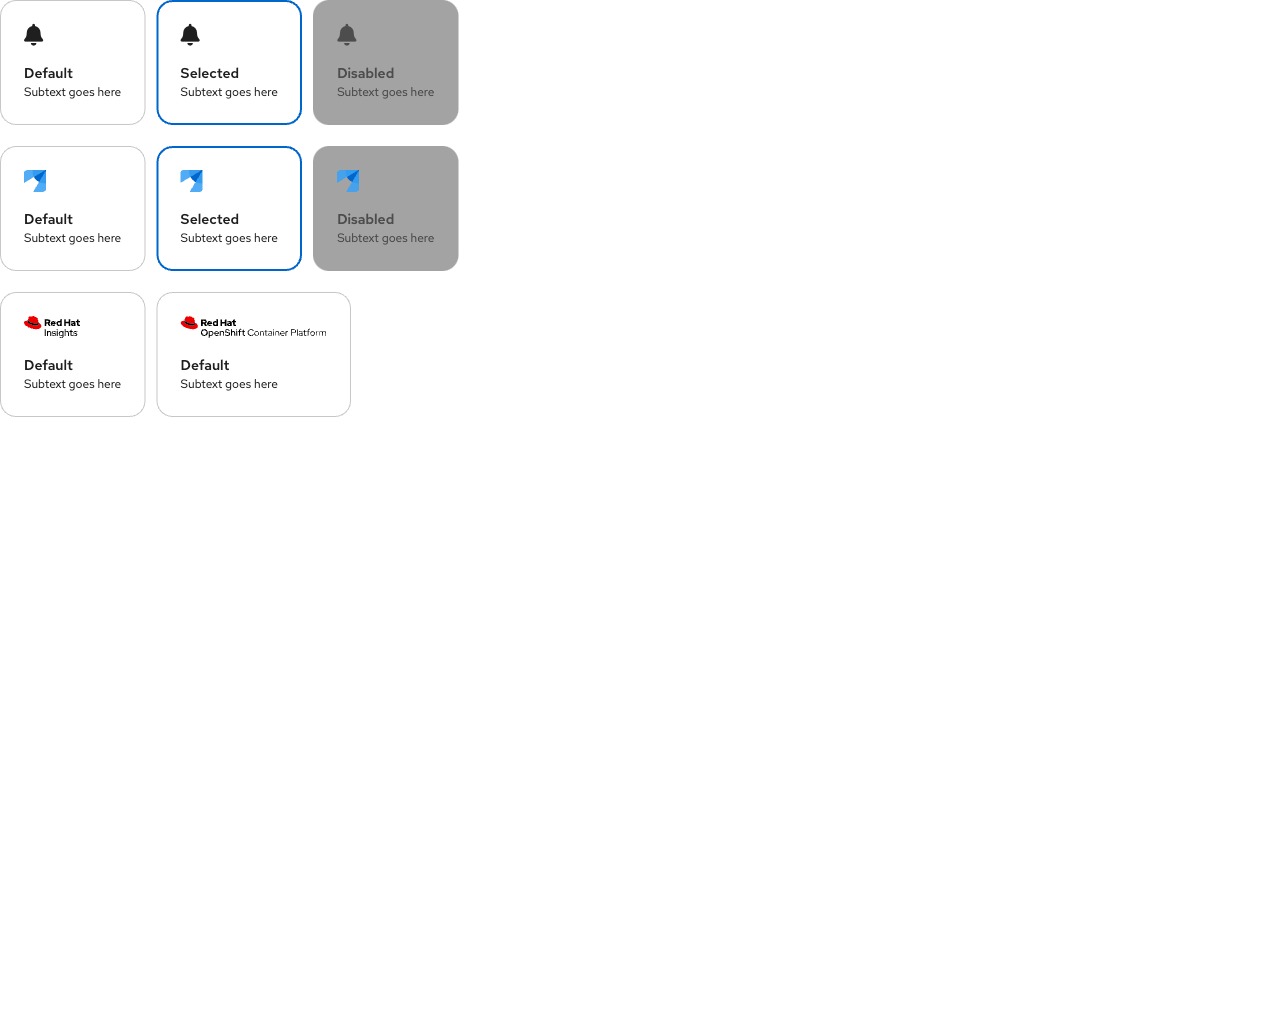 Default
Subtext goes here
Selected
Subtext goes here
Disabled
Subtext goes here
Default
Subtext goes here
Selected
Subtext goes here
Disabled
Subtext goes here
Red Hat
Insights
Default
Subtext goes here
Red Hat
OpenShift Container Platform
Default
Subtext goes here